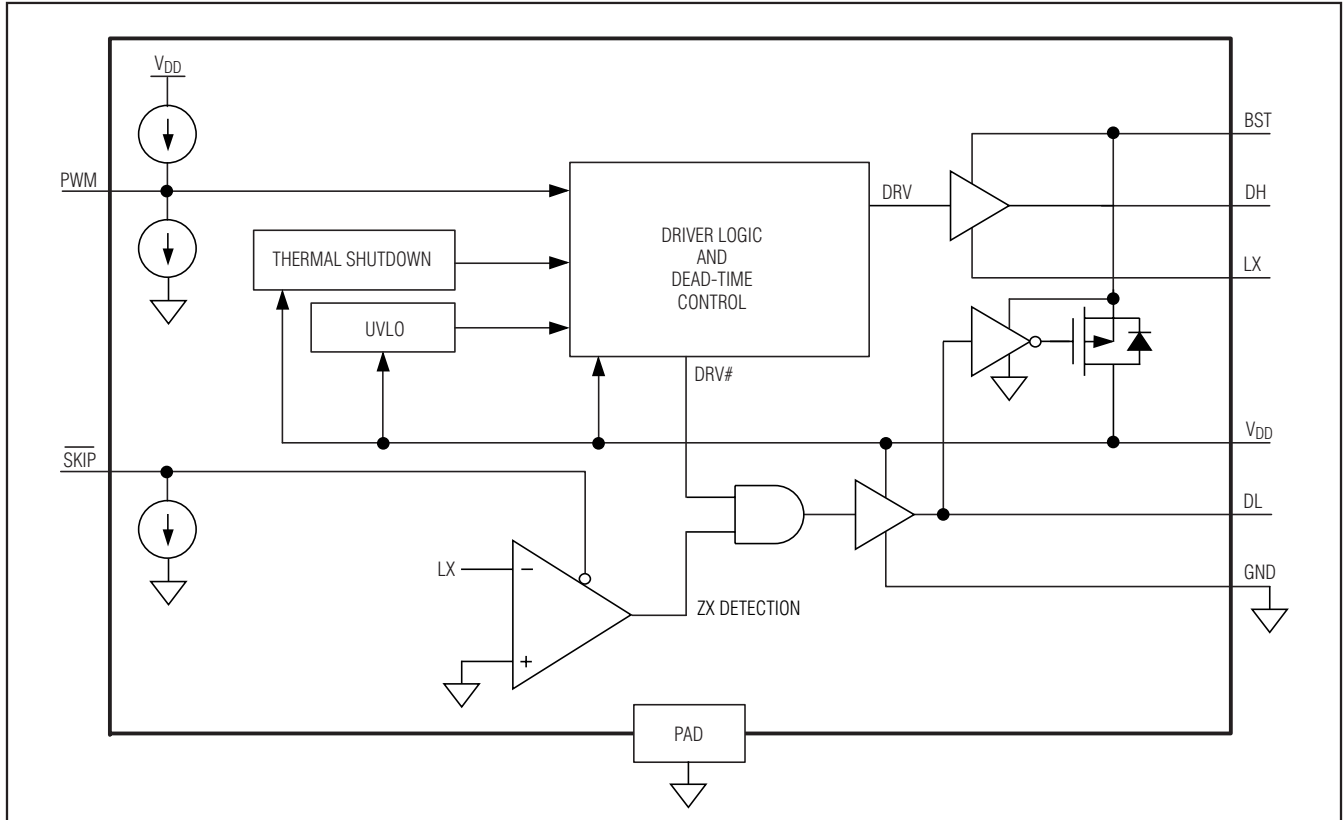 VDD
BST
PWM
DRV
DH
DRIVER LOGIC
AND
DEAD-TIME
CONTROL
THERMAL SHUTDOWN
LX
UVLO
DRV#
VDD
SKIP
DL
LX
−
GND
ZX DETECTION
+
PAD